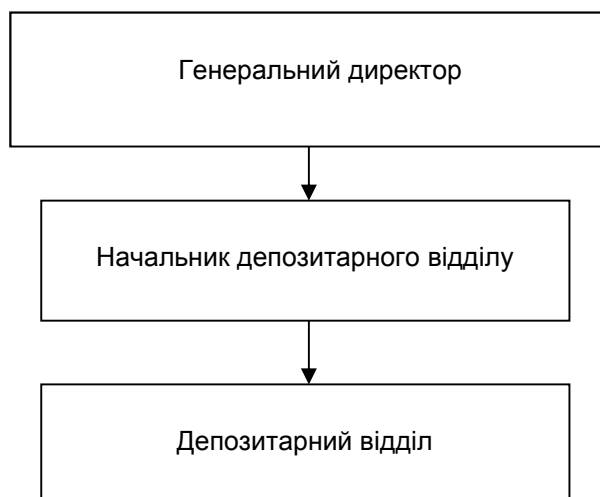 Генеральний директор
Начальник депозитарного відділу
Депозитарний відділ